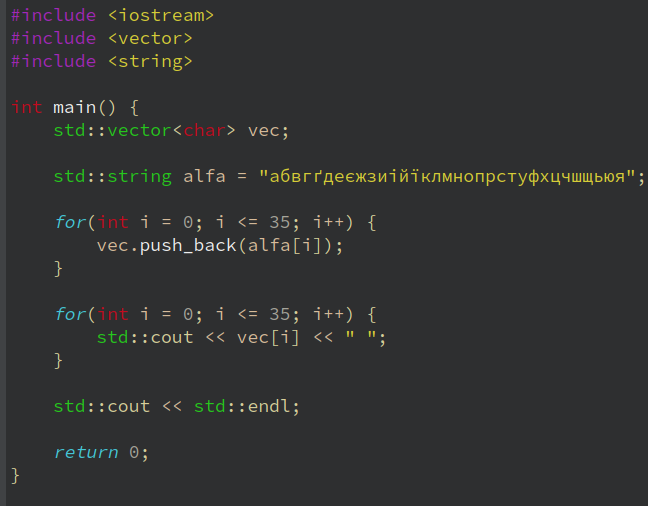 #include <iostream>
#include <vector>
#include <string>
int main() {
std::vector<char> vec;
std::string alfa = "абвгґдеєжзиіійїклмнопрстуфхцчшщьюя";
for(int i = 0; i <= 35; i++) {
vec.push_back(alfa[i]);
}
for(int i = 0; i <= 35; i++) {
std::cout << vec[i] << " ";
}
std::cout << std::endl;
return 0;
}